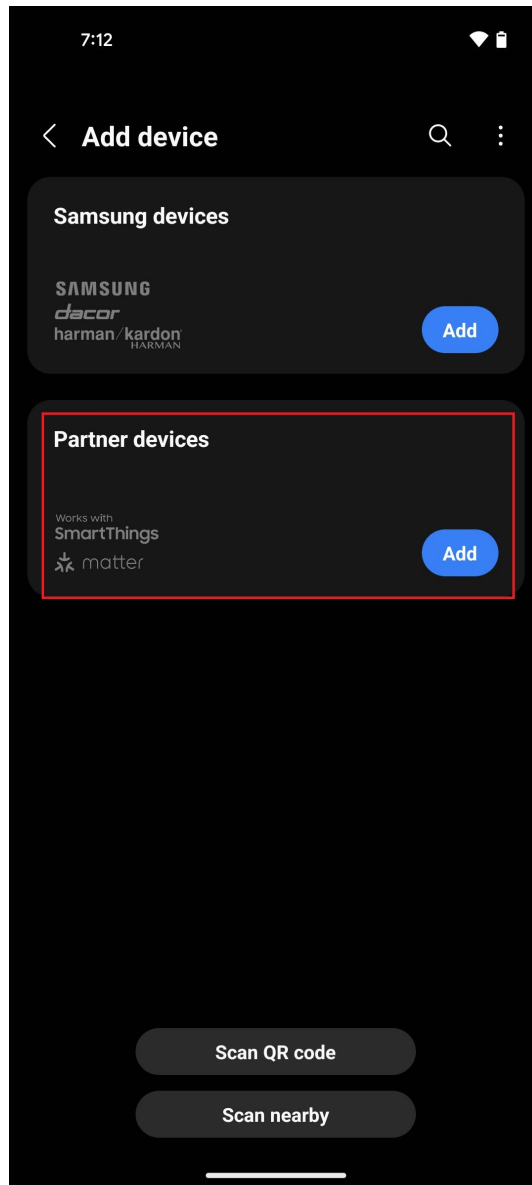 7:12
Add device
Samsung devices
SAMSUNG
dacor
harman/kardon
HARMAN
Add
Partner devices
Works with
SmartThings
matter
Add
Scan QR code
Scan nearby